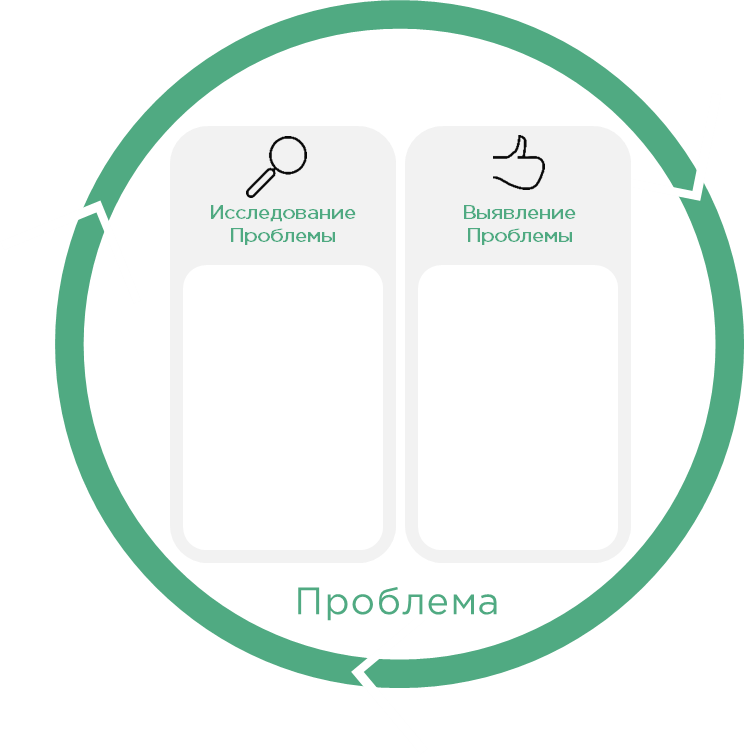 Исследование
Проблемы
Выявление
Проблемы
Проблема